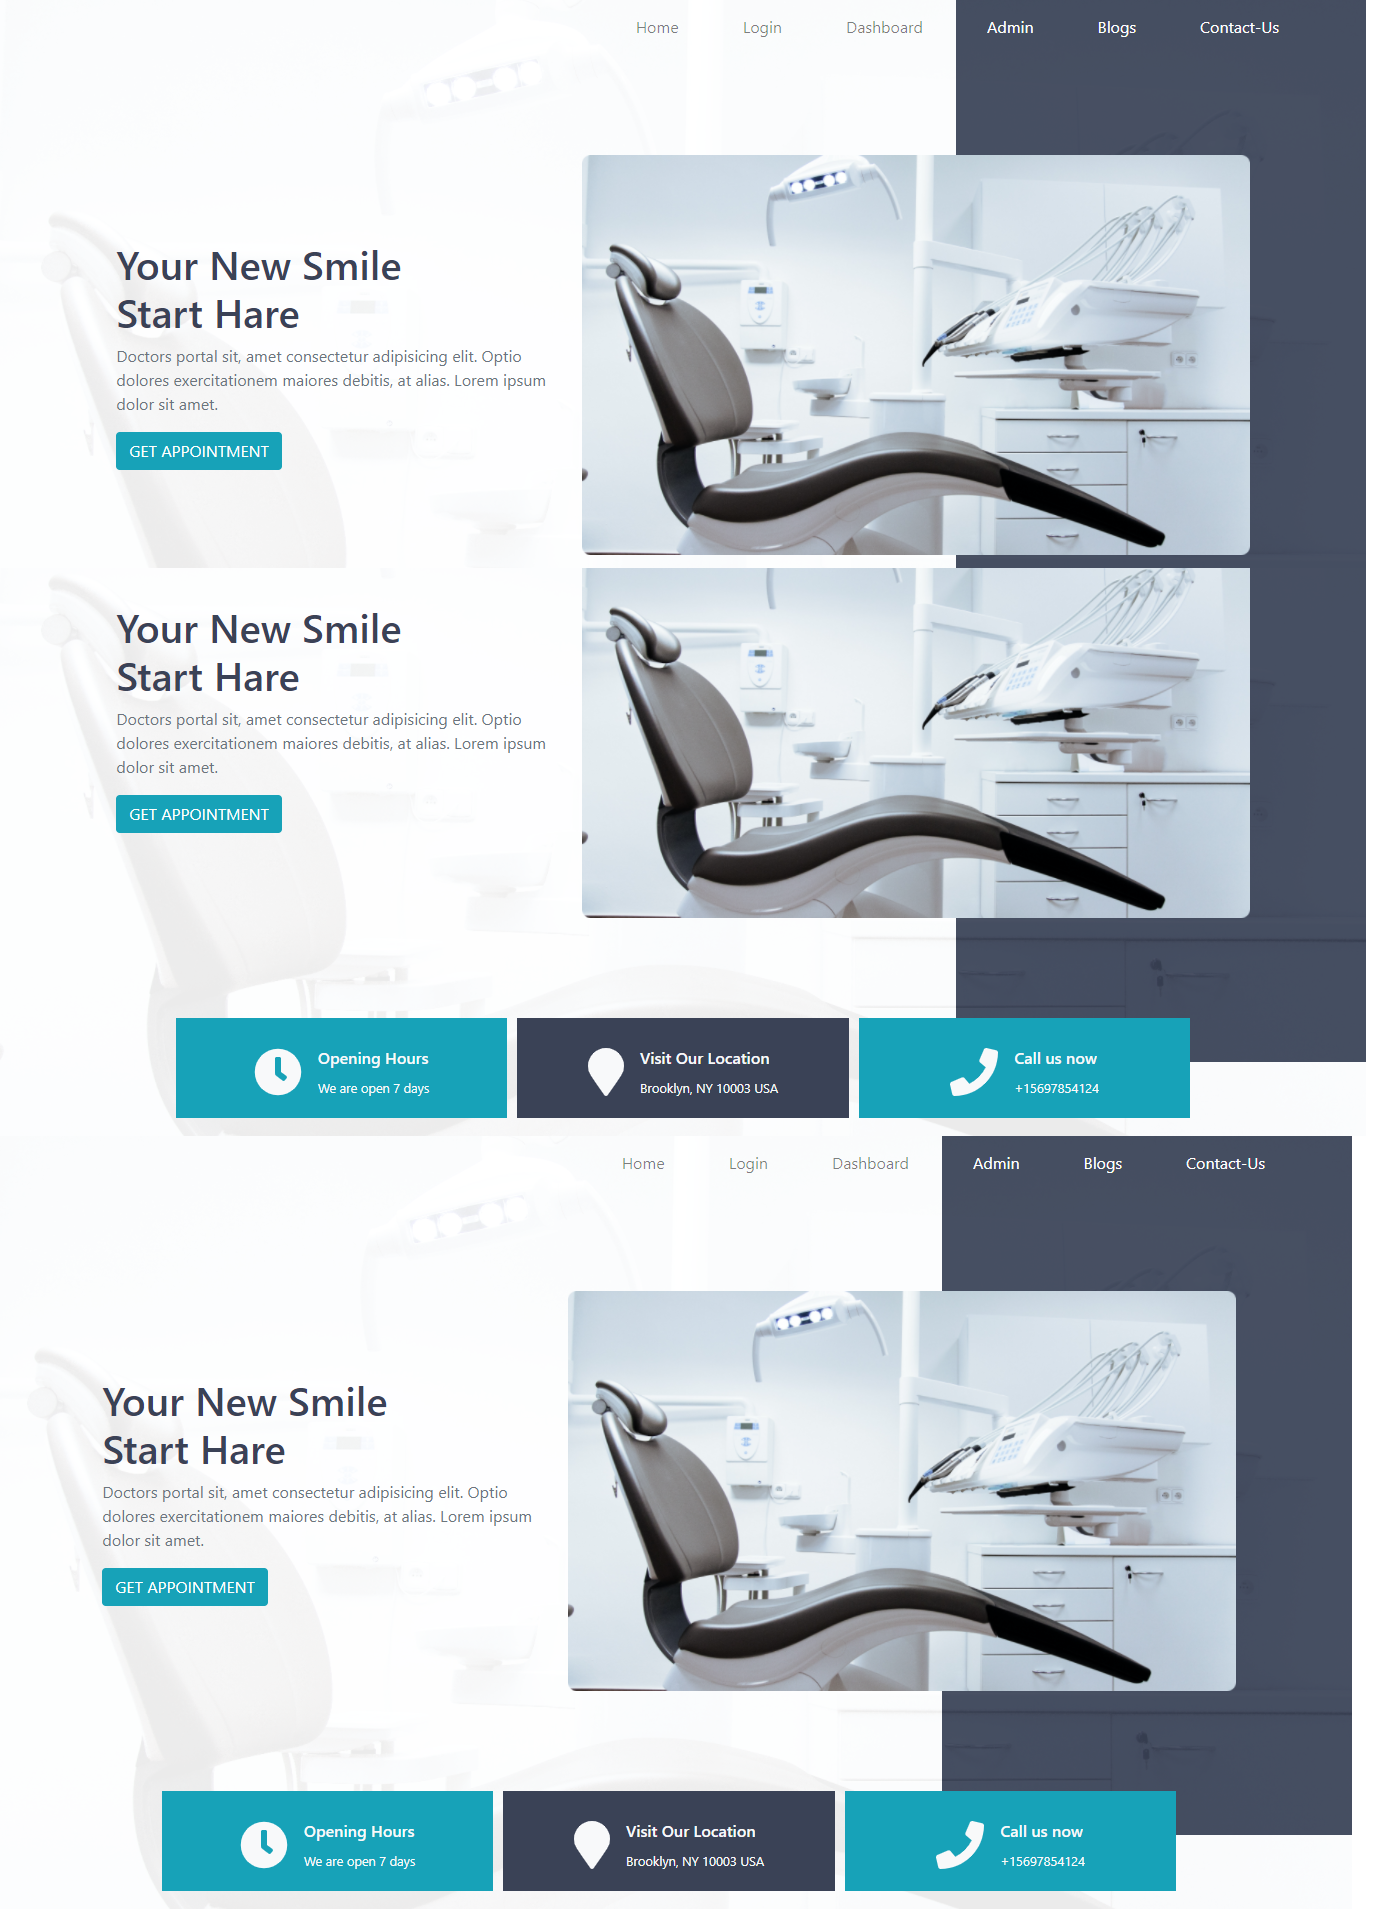 Home Login Dashboard Admin Blogs Contact-Us
Your New Smile
Start Hare
Doctors portal sit, amet consectetur adipisicing elit. Optio
dolores exercitationem maiores debitis, at alias. Lorem ipsum
dolor sit amet.
GET APPOINTMENT
Your New Smile
Start Hare
Doctors portal sit, amet consectetur adipisicing elit. Optio
dolores exercitationem maiores debitis, at alias. Lorem ipsum
dolor sit amet.
GET APPOINTMENT
Opening Hours
We are open 7 days
Visit Our Location
Brooklyn, NY 10003 USA
Call us now
+15697854124
Home Login Dashboard Admin Blogs Contact-Us
Your New Smile
Start Hare
Doctors portal sit, amet consectetur adipisicing elit. Optio
dolores exercitationem maiores debitis, at alias. Lorem ipsum
dolor sit amet.
GET APPOINTMENT
Opening Hours
We are open 7 days
Visit Our Location
Brooklyn, NY 10003 USA
Call us now
+15697854124